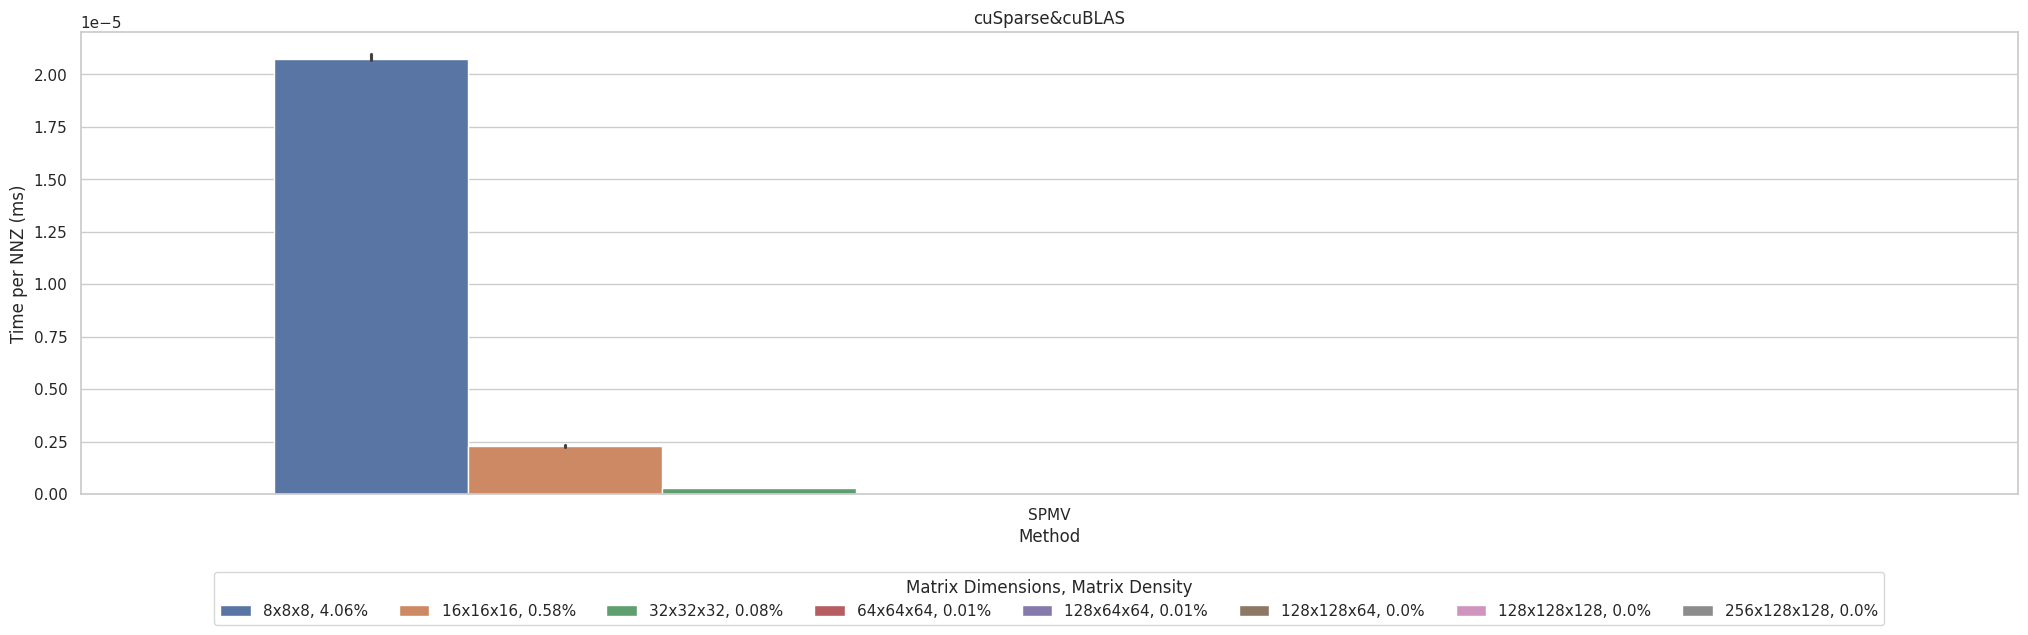 cuSparse&cuBLAS
1e−5
2.00
1.75
1.50
1.25
1.00
0.75
0.50
0.25
0.00
Time per NNZ (ms)
SPMV
Method
Matrix Dimensions, Matrix Density
8x8x8, 4.06% 16x16x16, 0.58% 32x32x32, 0.08% 64x64x64, 0.01% 128x64x64, 0.01% 128x128x64, 0.0% 128x128x128, 0.0% 256x128x128, 0.0%